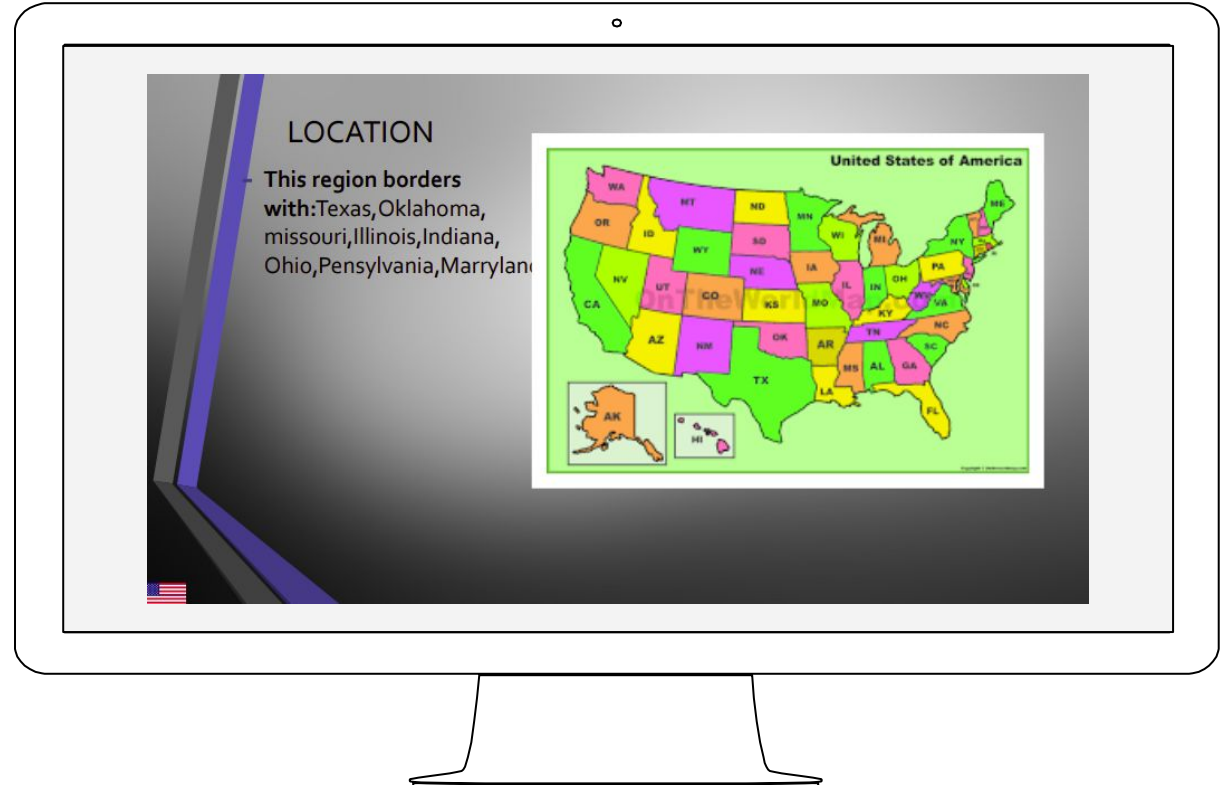 LOCATION
– This region borders
with:Texas,Oklahoma,
missouri,Illinois,Indiana,
Ohio,Pensylvania,Marryland
United States of America
WA
MT
ND
MN
ME
OR
ID
SD
WI
MI
NY
WY
IA
PA
NE
NV
UT
CO
IL
IN
OH
OnTheWorldMap.com
CA
KS
MO
WV
VA
KY
NC
AZ
NM
OK
AR
TN
SC
MS
AL
GA
TX
LA
FL
AK
HI